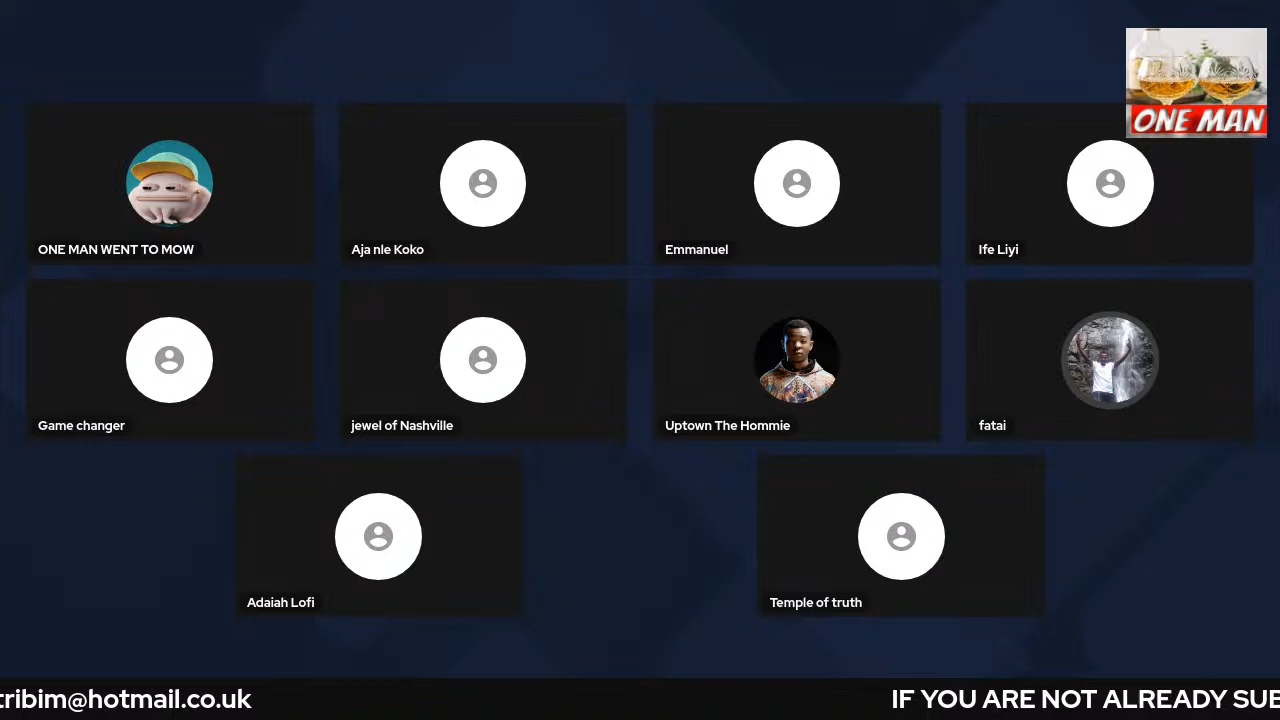 ONE MAN
ONE MAN WENT TO MOW
Aja nle Koko
Emmanuel
Ife Liyi
Game changer
jewel of Nashville
Uptown The Hommie
fatai
Adaiah Lofi
Temple of truth
tribim@hotmail.co.uk
IF YOU ARE NOT ALREADY SUB